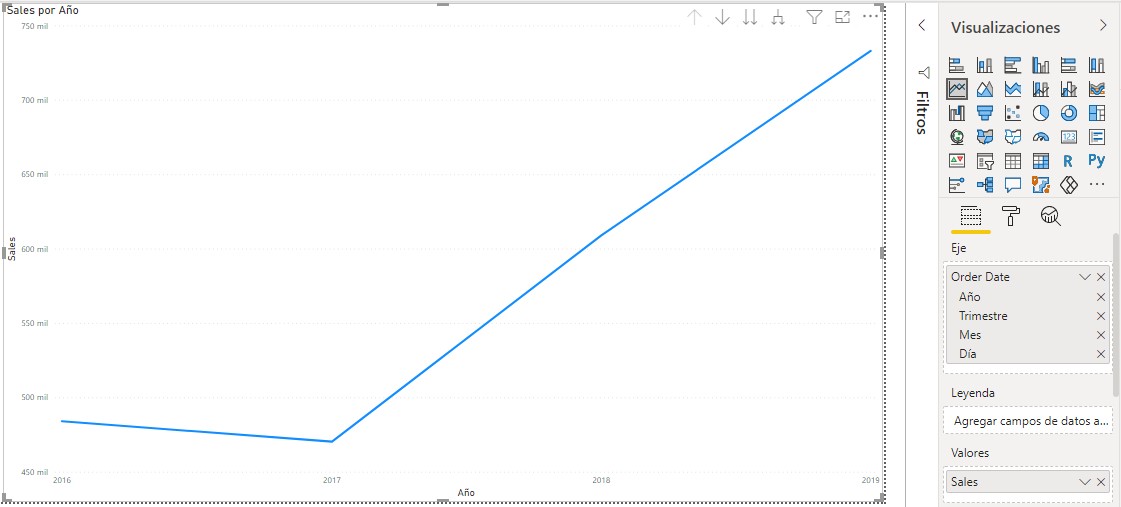 Sales por Año
750 mil
700 mil
650 mil
600 mil
550 mil
500 mil
450 mil
Sales
2016 2017 2018 2019
Año
Filtros
Visualizaciones
123
R Py
Eje
Order Date
Año
Trimestre
Mes
Día
Leyenda
Agregar campos de datos a...
Valores
Sales